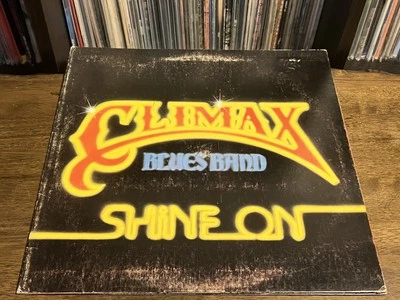 CLIMAX
BLUES BAND
SHINE ON